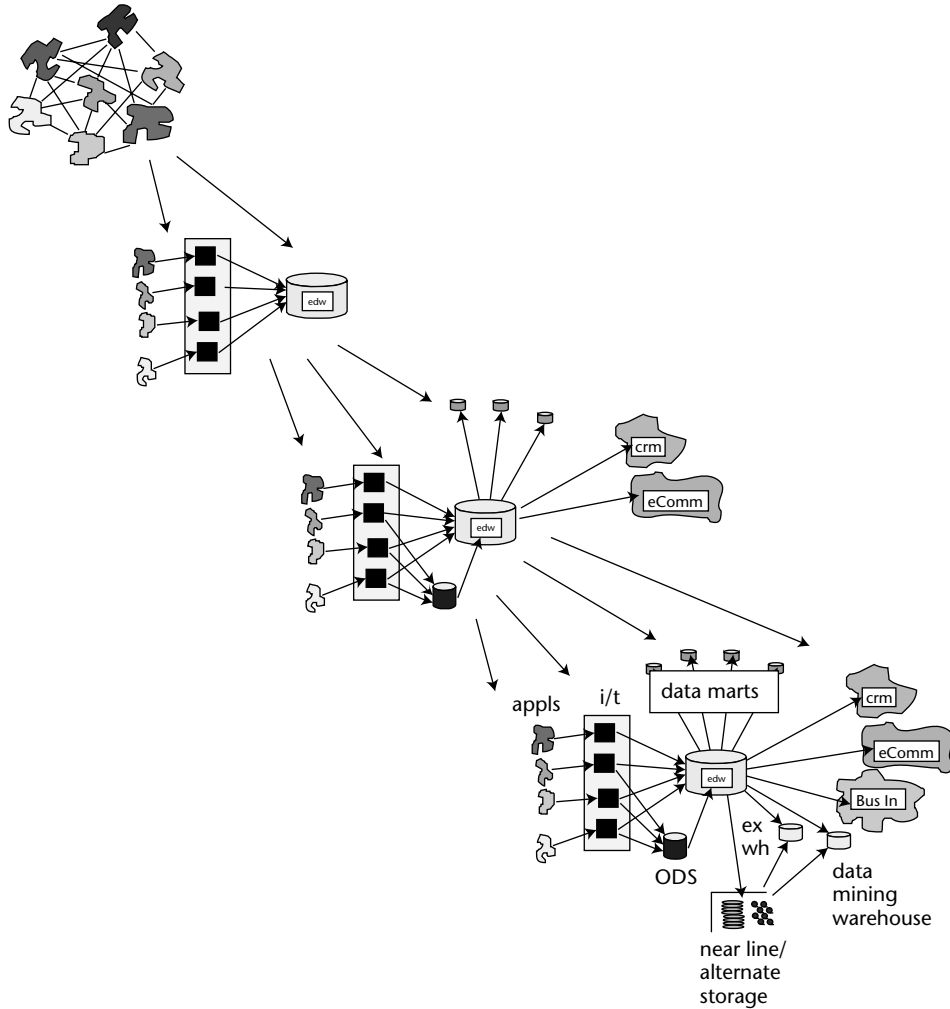 edw
crm
eComm
edw
data marts
appls
i/t
crm
eComm
edw
Bus In
ex
wh
ODS
data
mining
warehouse
near line/
alternate
storage